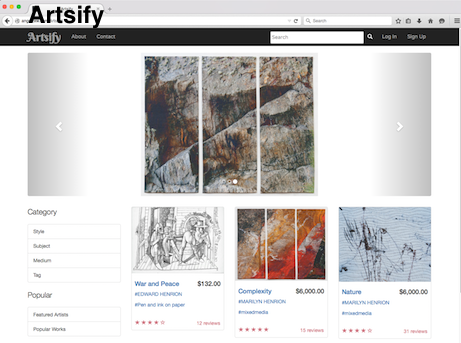 Artsify
Search
Artsify
About
Contact
Search
Log In
Sign Up
Category
Style
Subject
Medium
Tag
Popular
Featured Artists
Popular Works
War and Peace $132.00
#EDWARD HENRION
#Pen and ink on paper
12 reviews
Complexity $6,000.00
#MARILYN HENRION
#mixedmedia
15 reviews
Nature $6,000.00
#MARILYN HENRION
#mixedmedia
21 reviews